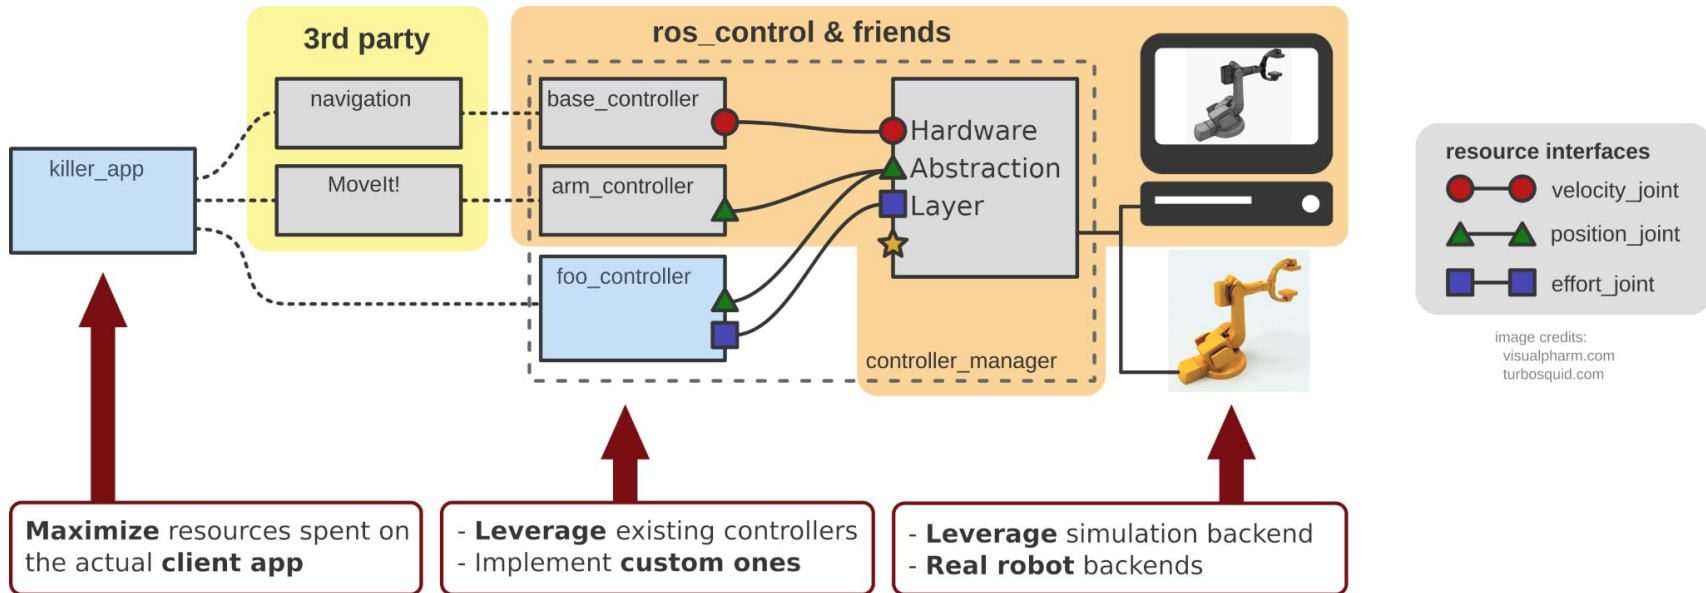 3rd party
ros_control & friends
navigation
base_controller
killer_app
MoveIt!
arm_controller
Hardware
Abstraction
Layer
foo_controller
controller_manager
resource interfaces
velocity_joint
position_joint
effort_joint
image credits:
visualpharm.com
turbosquid.com
Maximize resources spent on
the actual client app
- Leverage existing controllers
- Implement custom ones
- Leverage simulation backend
- Real robot backends